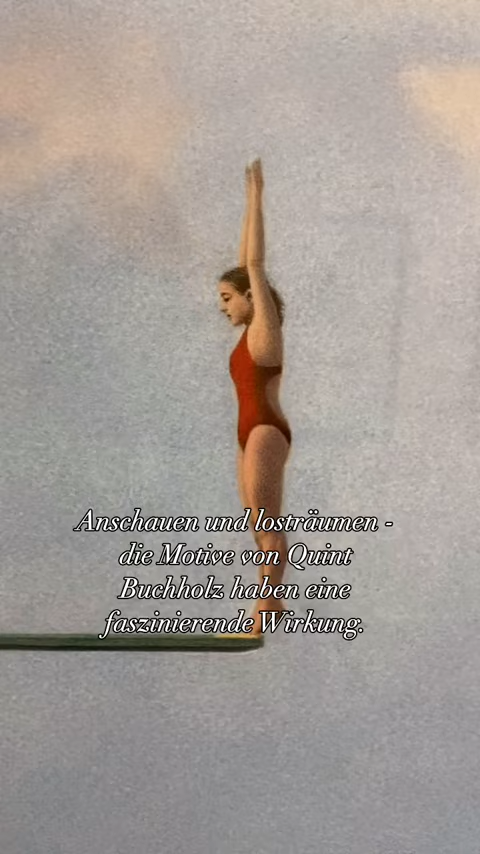 Anschauen und losträumen -
die Motive von Quint
Buchholz haben eine
faszinierende Wirkung.